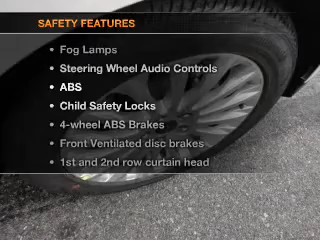 SAFETY FEATURES
• Fog Lamps
• Steering Wheel Audio Controls
• ABS
• Child Safety Locks
• 4-wheel ABS Brakes
• Front Ventilated disc brakes
• 1st and 2nd row curtain head